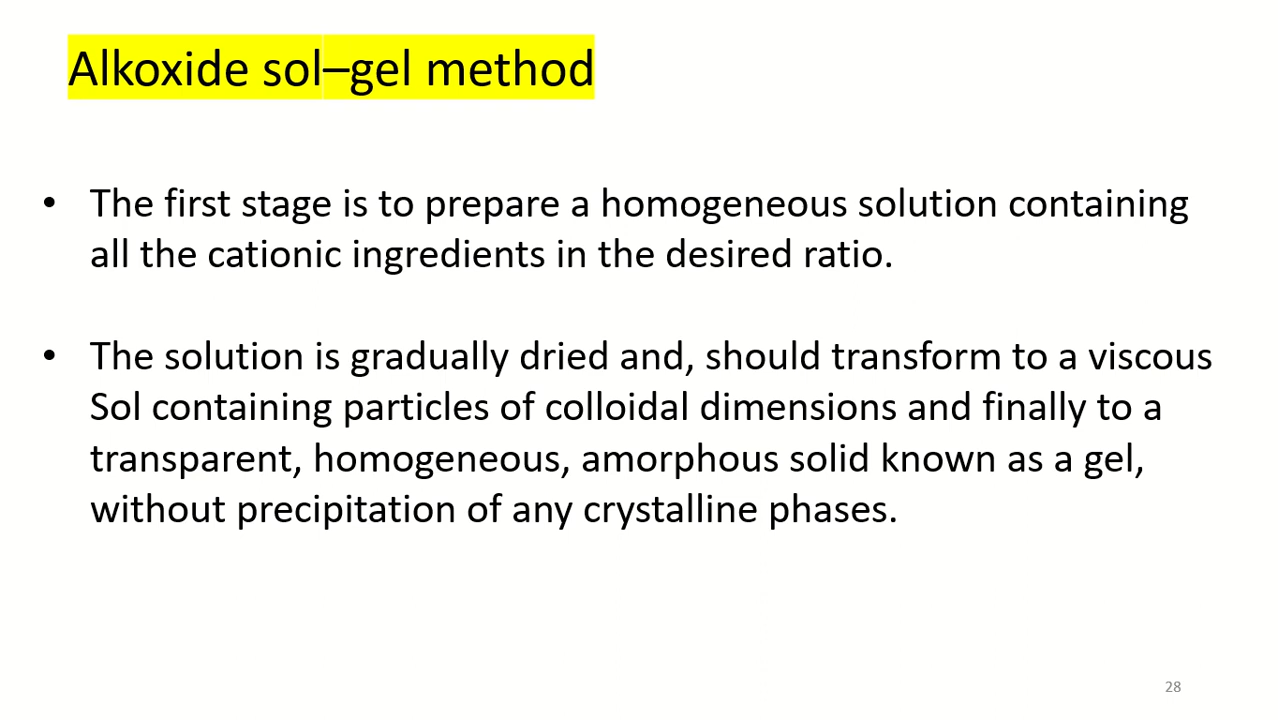 Alkoxide sol–gel method
• The first stage is to prepare a homogeneous solution containing
all the cationic ingredients in the desired ratio.
• The solution is gradually dried and, should transform to a viscous
Sol containing particles of colloidal dimensions and finally to a
transparent, homogeneous, amorphous solid known as a gel,
without precipitation of any crystalline phases.
28